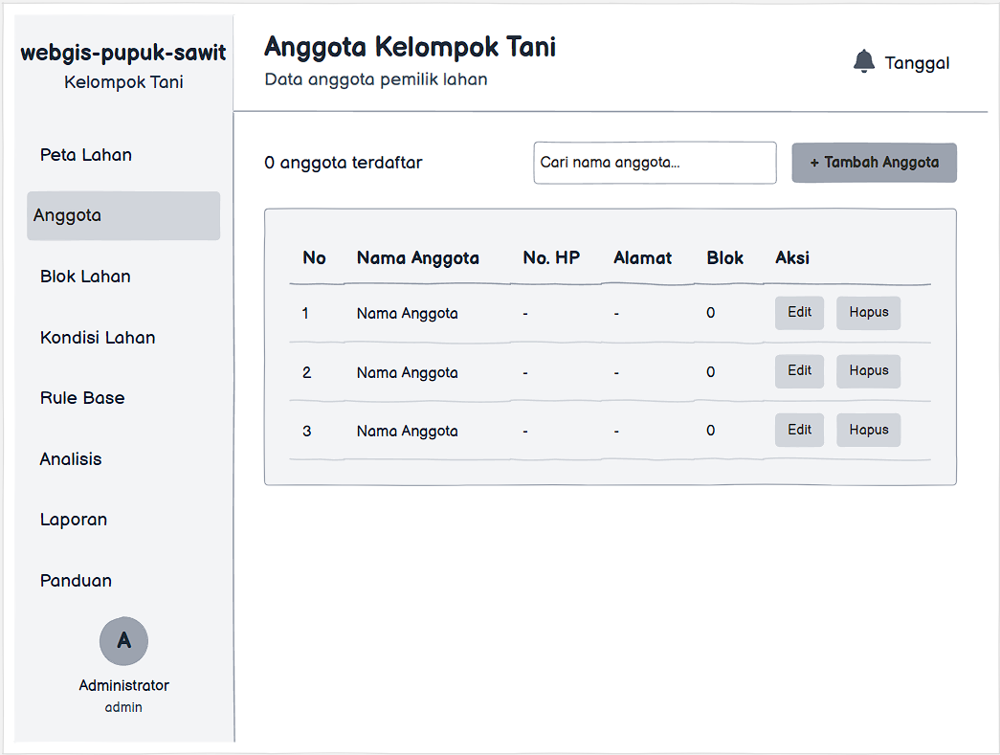 webgis-pupuk-sawit
Kelompok Tani
Peta Lahan
Anggota
Blok Lahan
Kondisi Lahan
Rule Base
Analisis
Laporan
Panduan
A
Administrator
admin
Anggota Kelompok Tani
Data anggota pemilik lahan
Tanggal
0 anggota terdaftar
Cari nama anggota...
+ Tambah Anggota
No Nama Anggota No. HP Alamat Blok Aksi
1 Nama Anggota - - 0 Edit Hapus
2 Nama Anggota - - 0 Edit Hapus
3 Nama Anggota - - 0 Edit Hapus